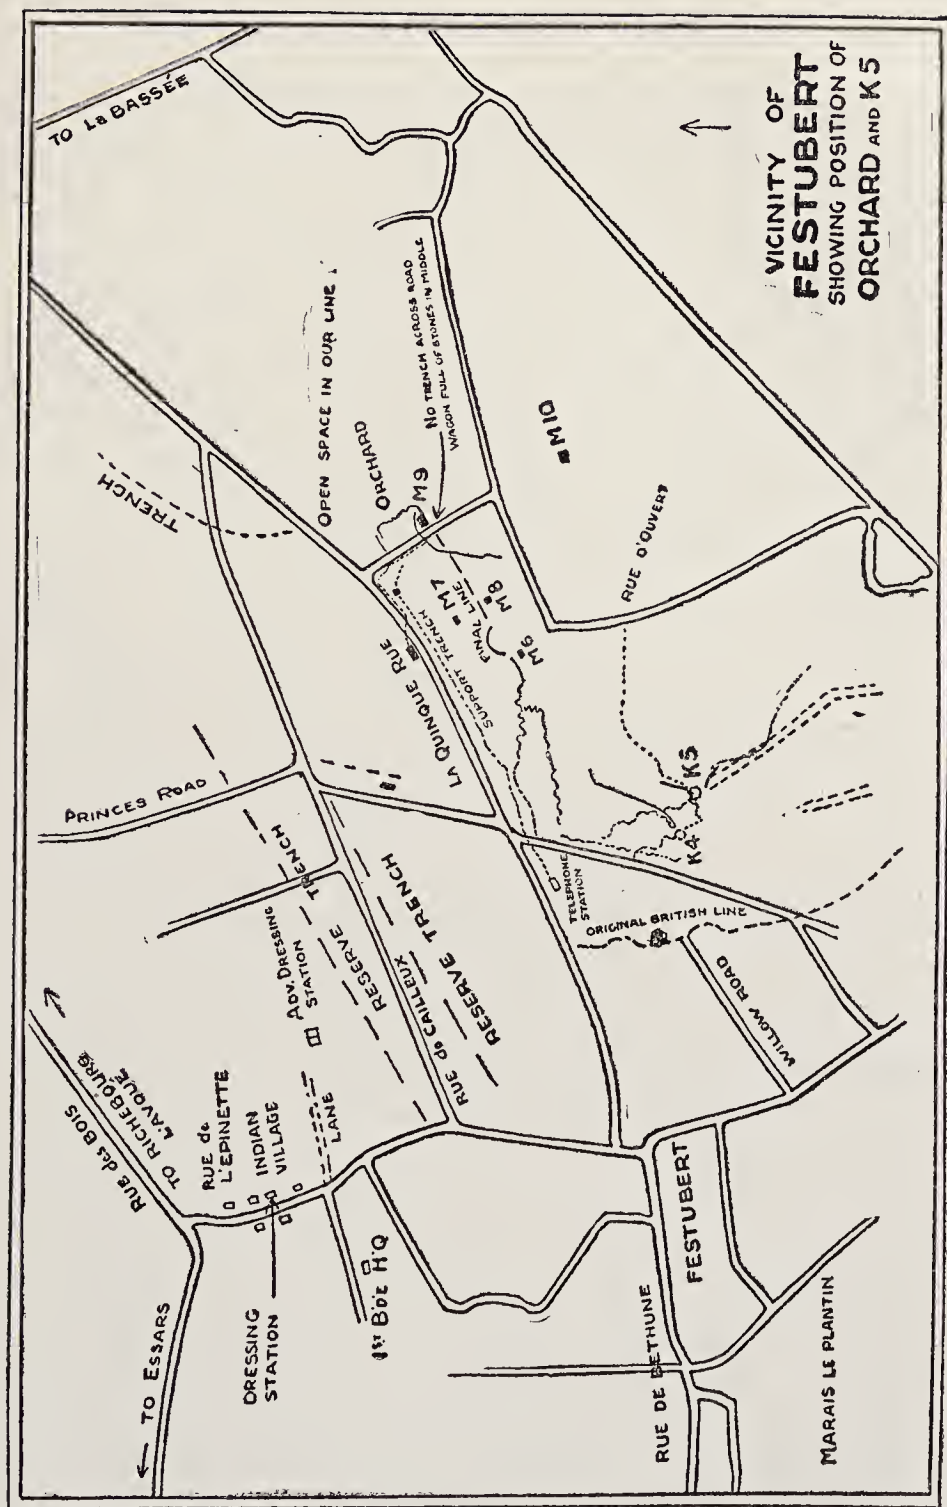 VICINITY OF
FESTUBERT
SHOWING POSITION OF
ORCHARD AND K5
TO LA BASSÉE
TRENCH
OPEN SPACE IN OUR LINE
ORCHARD
M9
NO TRENCH ACROSS ROAD
WAGON FULL OF STONES IN MIDDLE
M10
RUE D'OUVERT
M7
FINAL LINE
M8
M6
SUPPORT TRENCH
LA QUINQUE RUE
PRINCES ROAD
K5
K4
TELEPHONE
STATION
ORIGINAL BRITISH LINE
WILLOW ROAD
RESERVE TRENCH
RUE de CAILLEUX
RESERVE TRENCH
ADV. DRESSING
STATION
LANE
RUE des BOIS
TO RICHEBOURG
L'AVOUÉ
RUE de
L'EPINETTE
INDIAN
VILLAGE
DRESSING
STATION
1ST BDE HQ
TO ESSARS
FESTUBERT
RUE DE BETHUNE
MARAIS LE PLANTIN